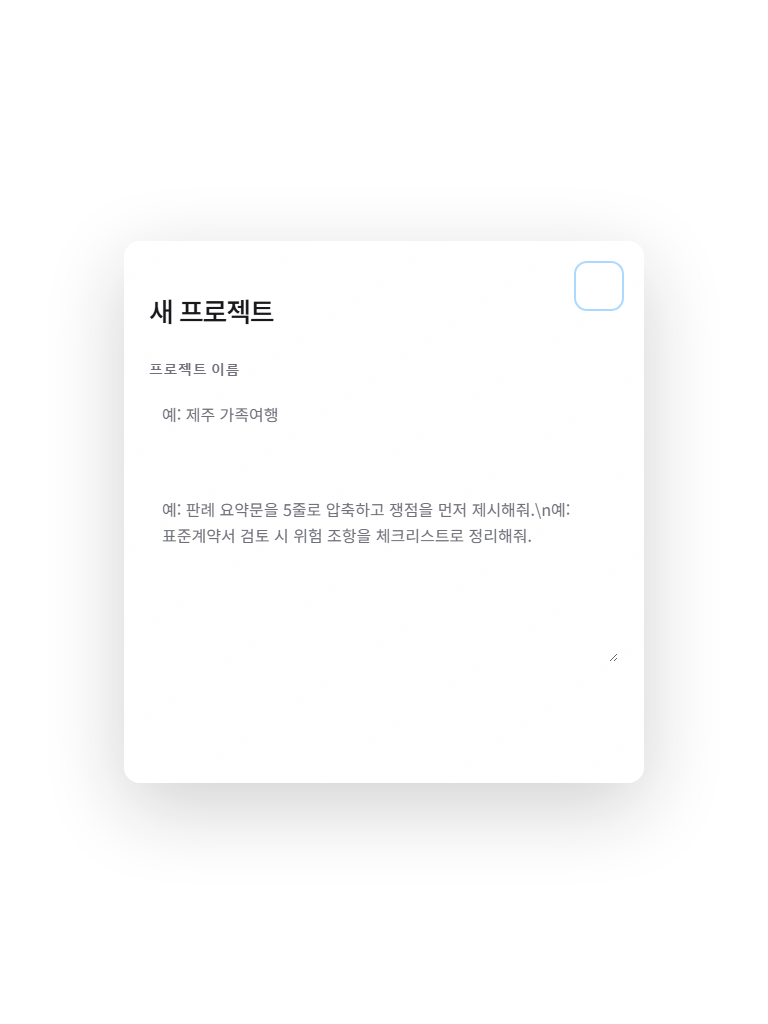 새 프로젝트
프로젝트 이름
예: 제주 가족여행
예: 판례 요약문을 5줄로 압축하고 쟁점을 먼저 제시해줘.\n예:
표준계약서 검토 시 위험 조항을 체크리스트로 정리해줘.